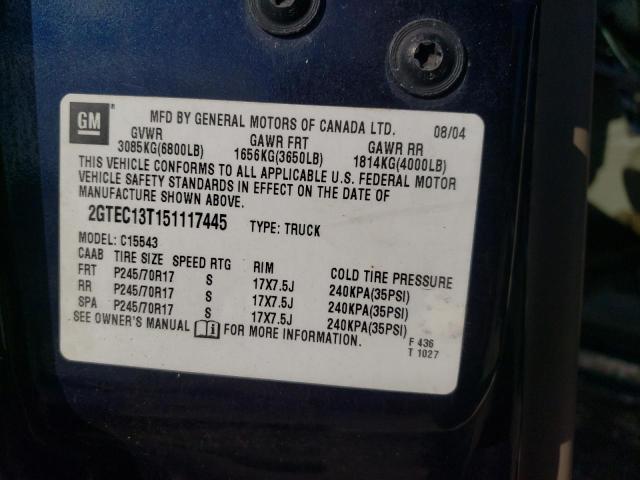 GM
MFD BY GENERAL MOTORS OF CANADA LTD. 08/04
GVWR GAWR FRT GAWR RR
3085KG(6800LB) 1656KG(3650LB) 1814KG(4000LB)
THIS VEHICLE CONFORMS TO ALL APPLICABLE U.S. FEDERAL MOTOR
VEHICLE SAFETY STANDARDS IN EFFECT ON THE DATE OF
MANUFACTURE SHOWN ABOVE.
2GTEC13T151117445 TYPE: TRUCK
MODEL: C15543
CAAB TIRE SIZE SPEED RTG RIM COLD TIRE PRESSURE
FRT P245/70R17 S 17X7.5J 240KPA(35PSI)
RR P245/70R17 S 17X7.5J 240KPA(35PSI)
SPA P245/70R17 S 17X7.5J 240KPA(35PSI)
SEE OWNER'S MANUAL FOR MORE INFORMATION.
F 436
T 1027